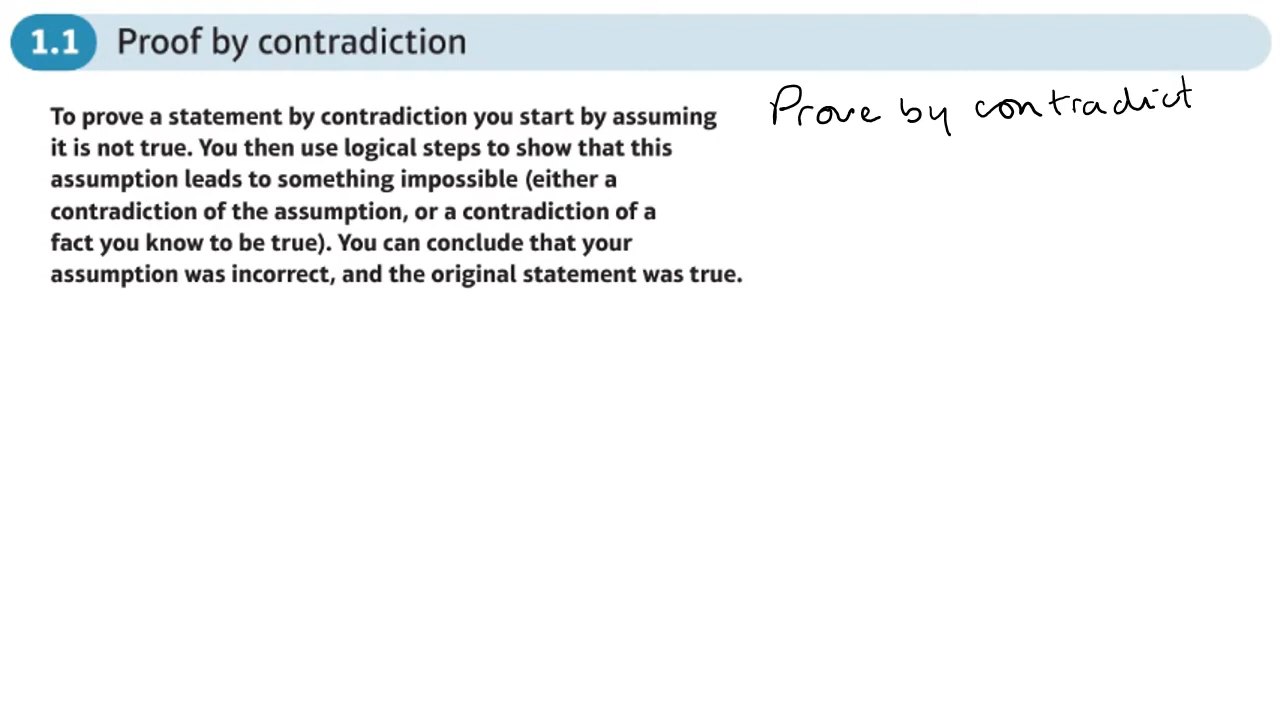 1.1 Proof by contradiction
To prove a statement by contradiction you start by assuming
it is not true. You then use logical steps to show that this
assumption leads to something impossible (either a
contradiction of the assumption, or a contradiction of a
fact you know to be true). You can conclude that your
assumption was incorrect, and the original statement was true.
Prove by contradict